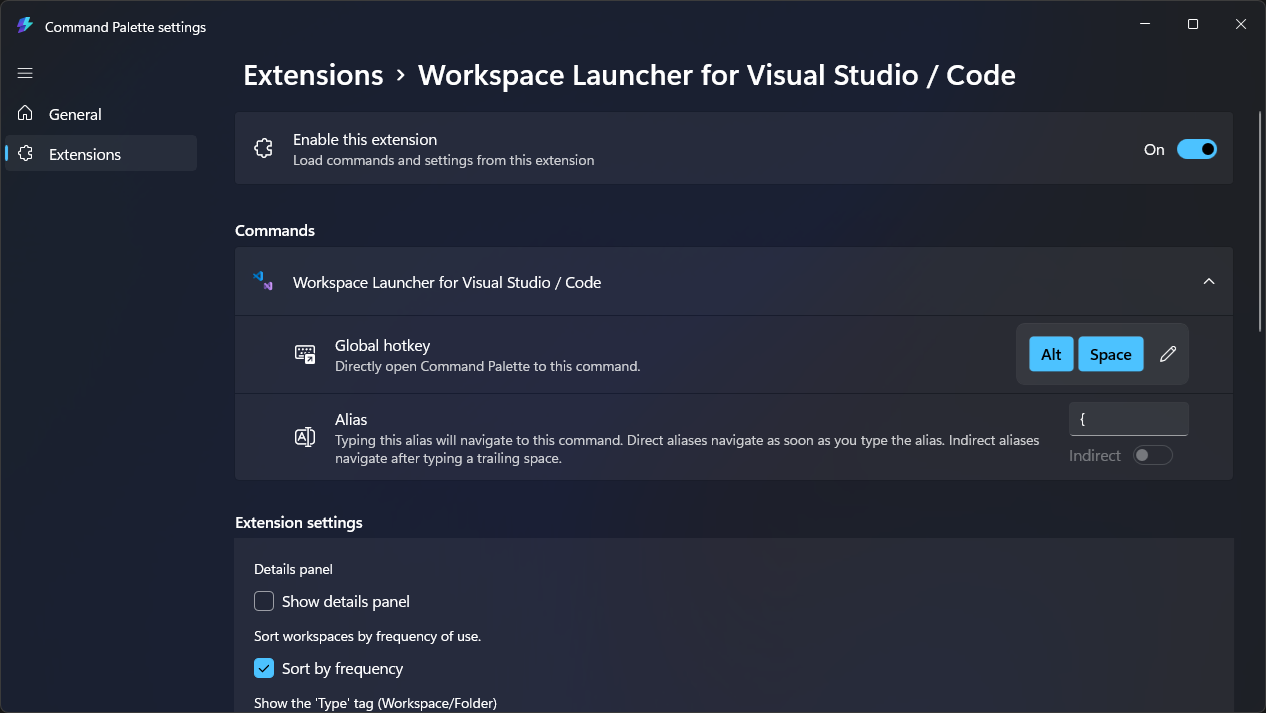 Command Palette settings
Extensions › Workspace Launcher for Visual Studio / Code
General
Extensions
Enable this extension
Load commands and settings from this extension
On
Commands
Workspace Launcher for Visual Studio / Code
Global hotkey
Directly open Command Palette to this command.
Alt Space
Alias
Typing this alias will navigate to this command. Direct aliases navigate as soon as you type the alias. Indirect aliases
navigate after typing a trailing space.
{
Indirect
Extension settings
Details panel
Show details panel
Sort workspaces by frequency of use.
Sort by frequency
Show the 'Type' tag (Workspace/Folder)